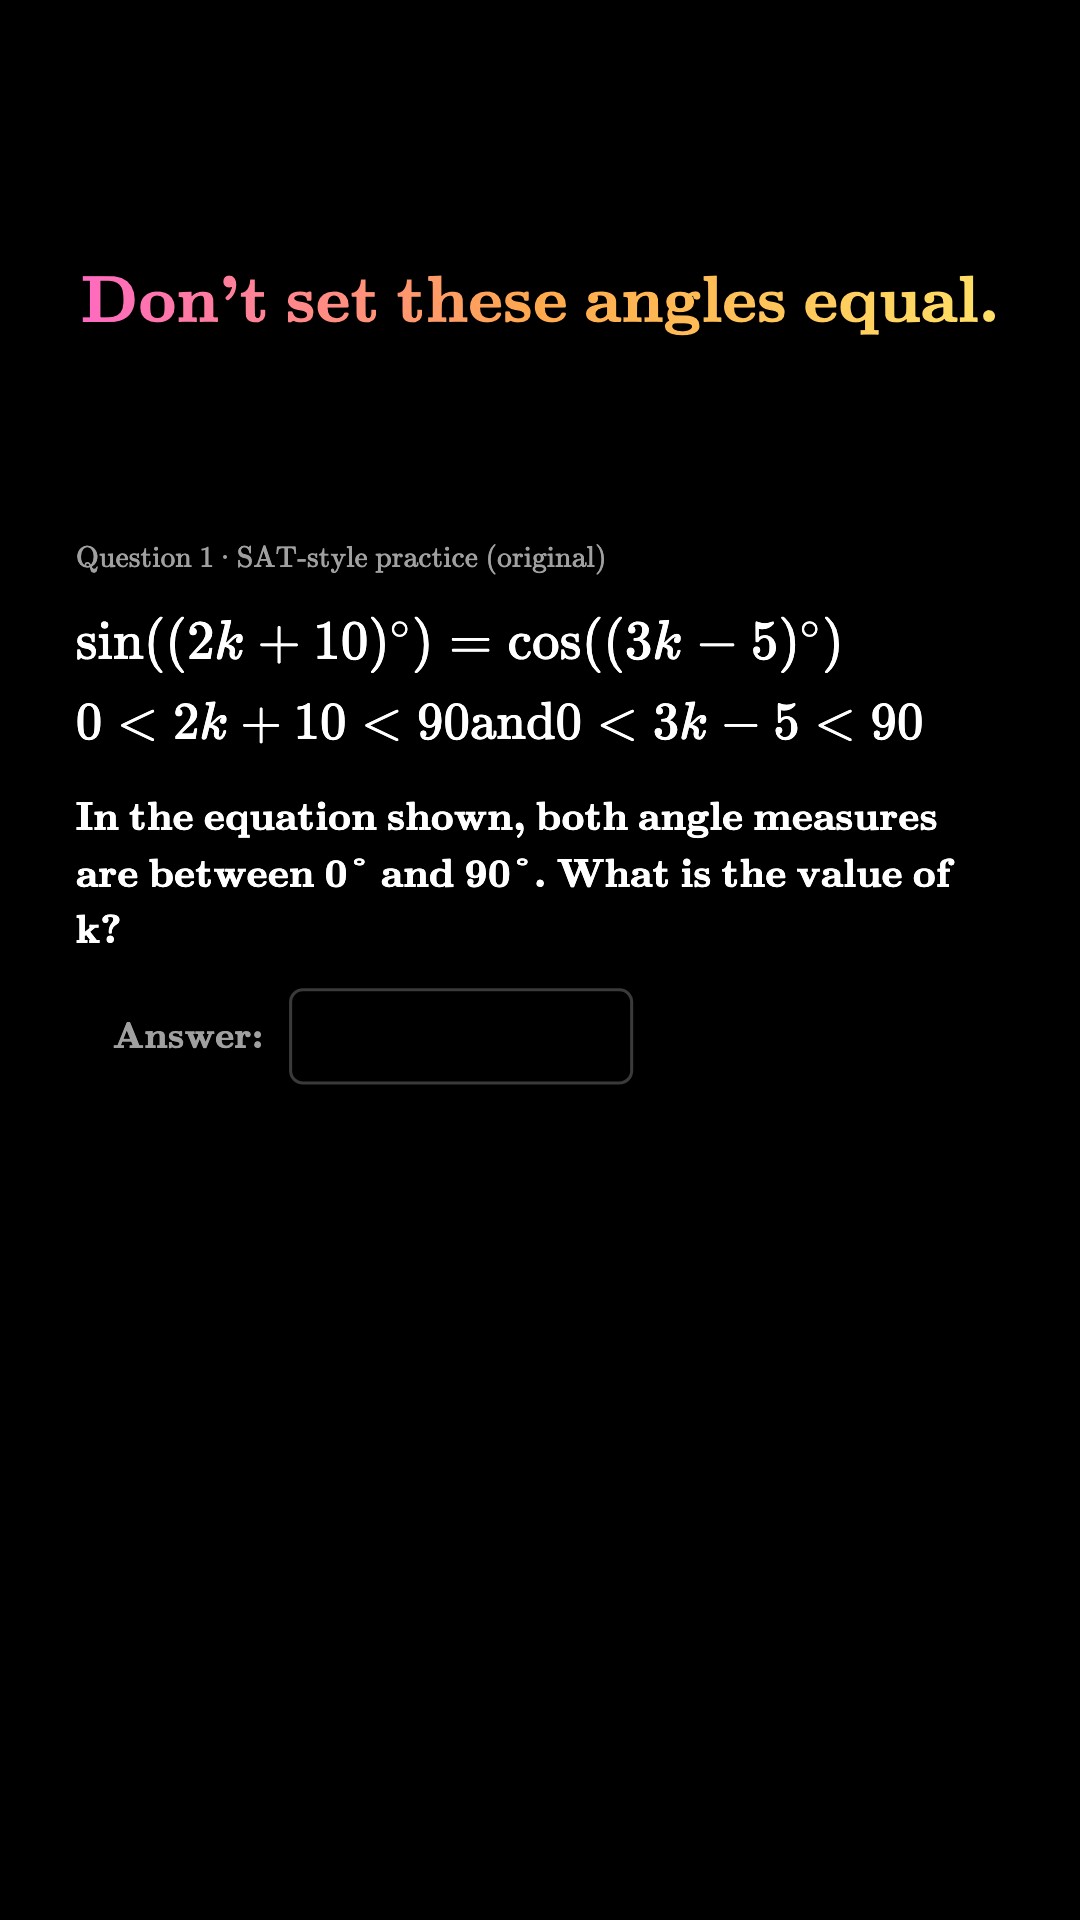 Don’t set these angles equal.
Question 1 · SAT-style practice (original)
sin((2k + 10)°) = cos((3k − 5)°)
0 < 2k + 10 < 90and0 < 3k − 5 < 90
In the equation shown, both angle measures
are between 0° and 90°. What is the value of
k?
Answer: